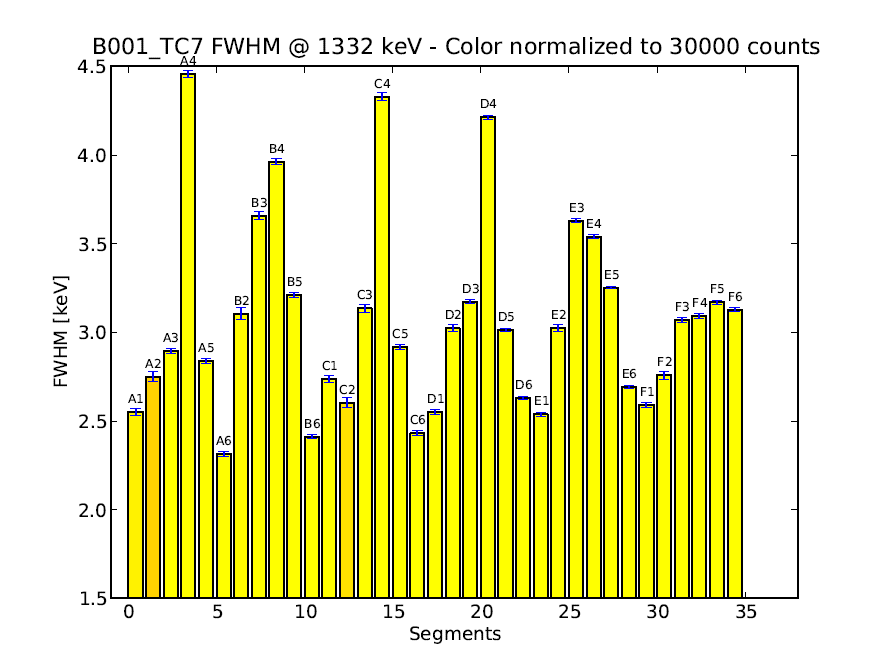 B001_TC7 FWHM @ 1332 keV - Color normalized to 30000 counts
FWHM [keV]
4.5
4.0
3.5
3.0
2.5
2.0
1.5
A1 A2 A3 A4 A5 A6 B2 B3 B4 B5 B6 C1 C2 C3 C4 C5 C6 D1 D2 D3 D4 D5 D6 E1 E2 E3 E4 E5 E6 F1 F2 F3 F4 F5 F6
0 5 10 15 20 25 30 35
Segments